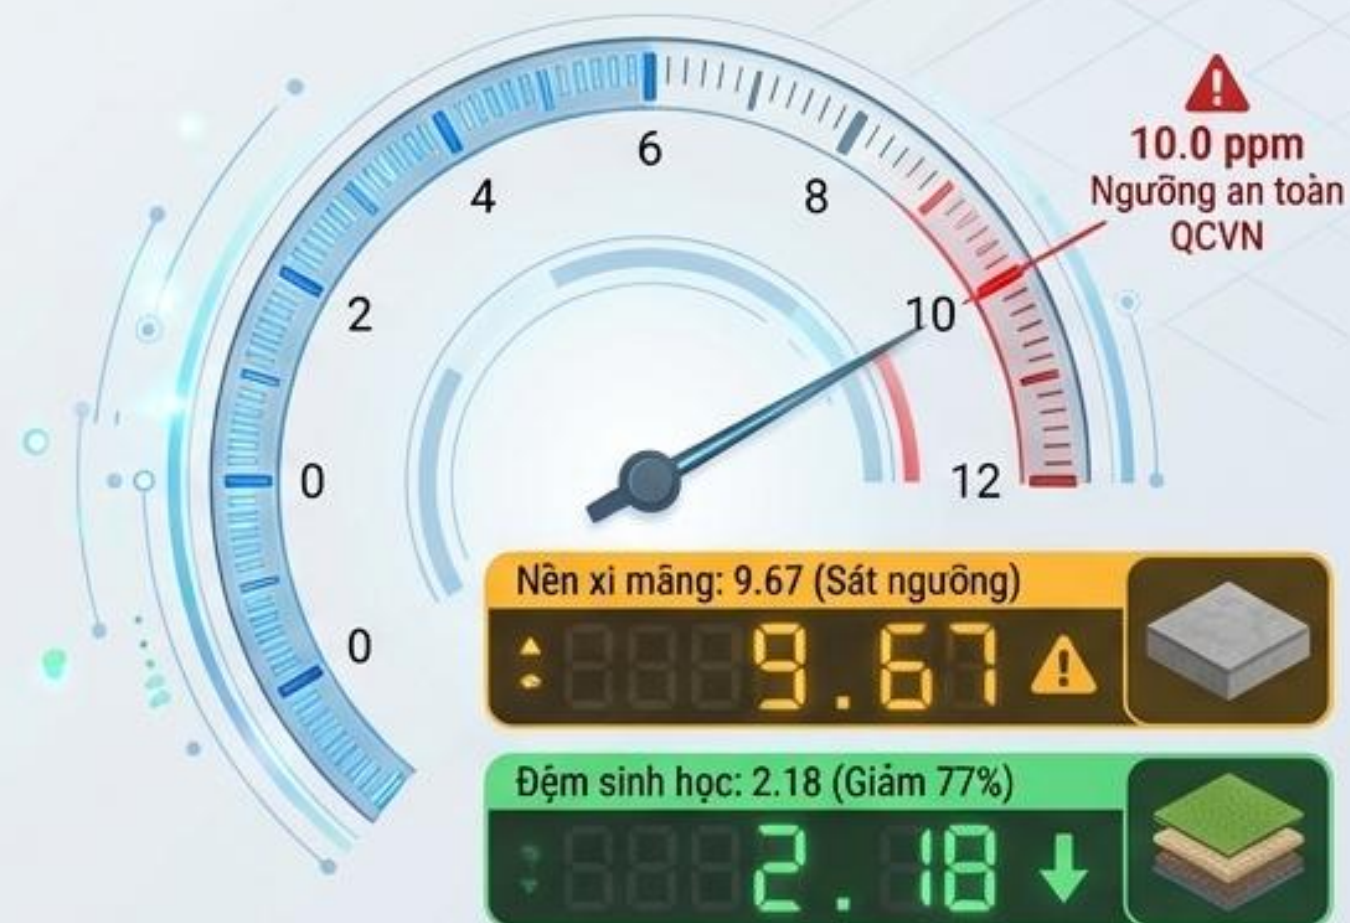 6
4
8
2
10
0
12
0
10.0 ppm
Ngưỡng an toàn
QCVN
Nền xi măng: 9.67 (Sát ngưỡng)
9.67
Đệm sinh học: 2.18 (Giảm 77%)
2.18